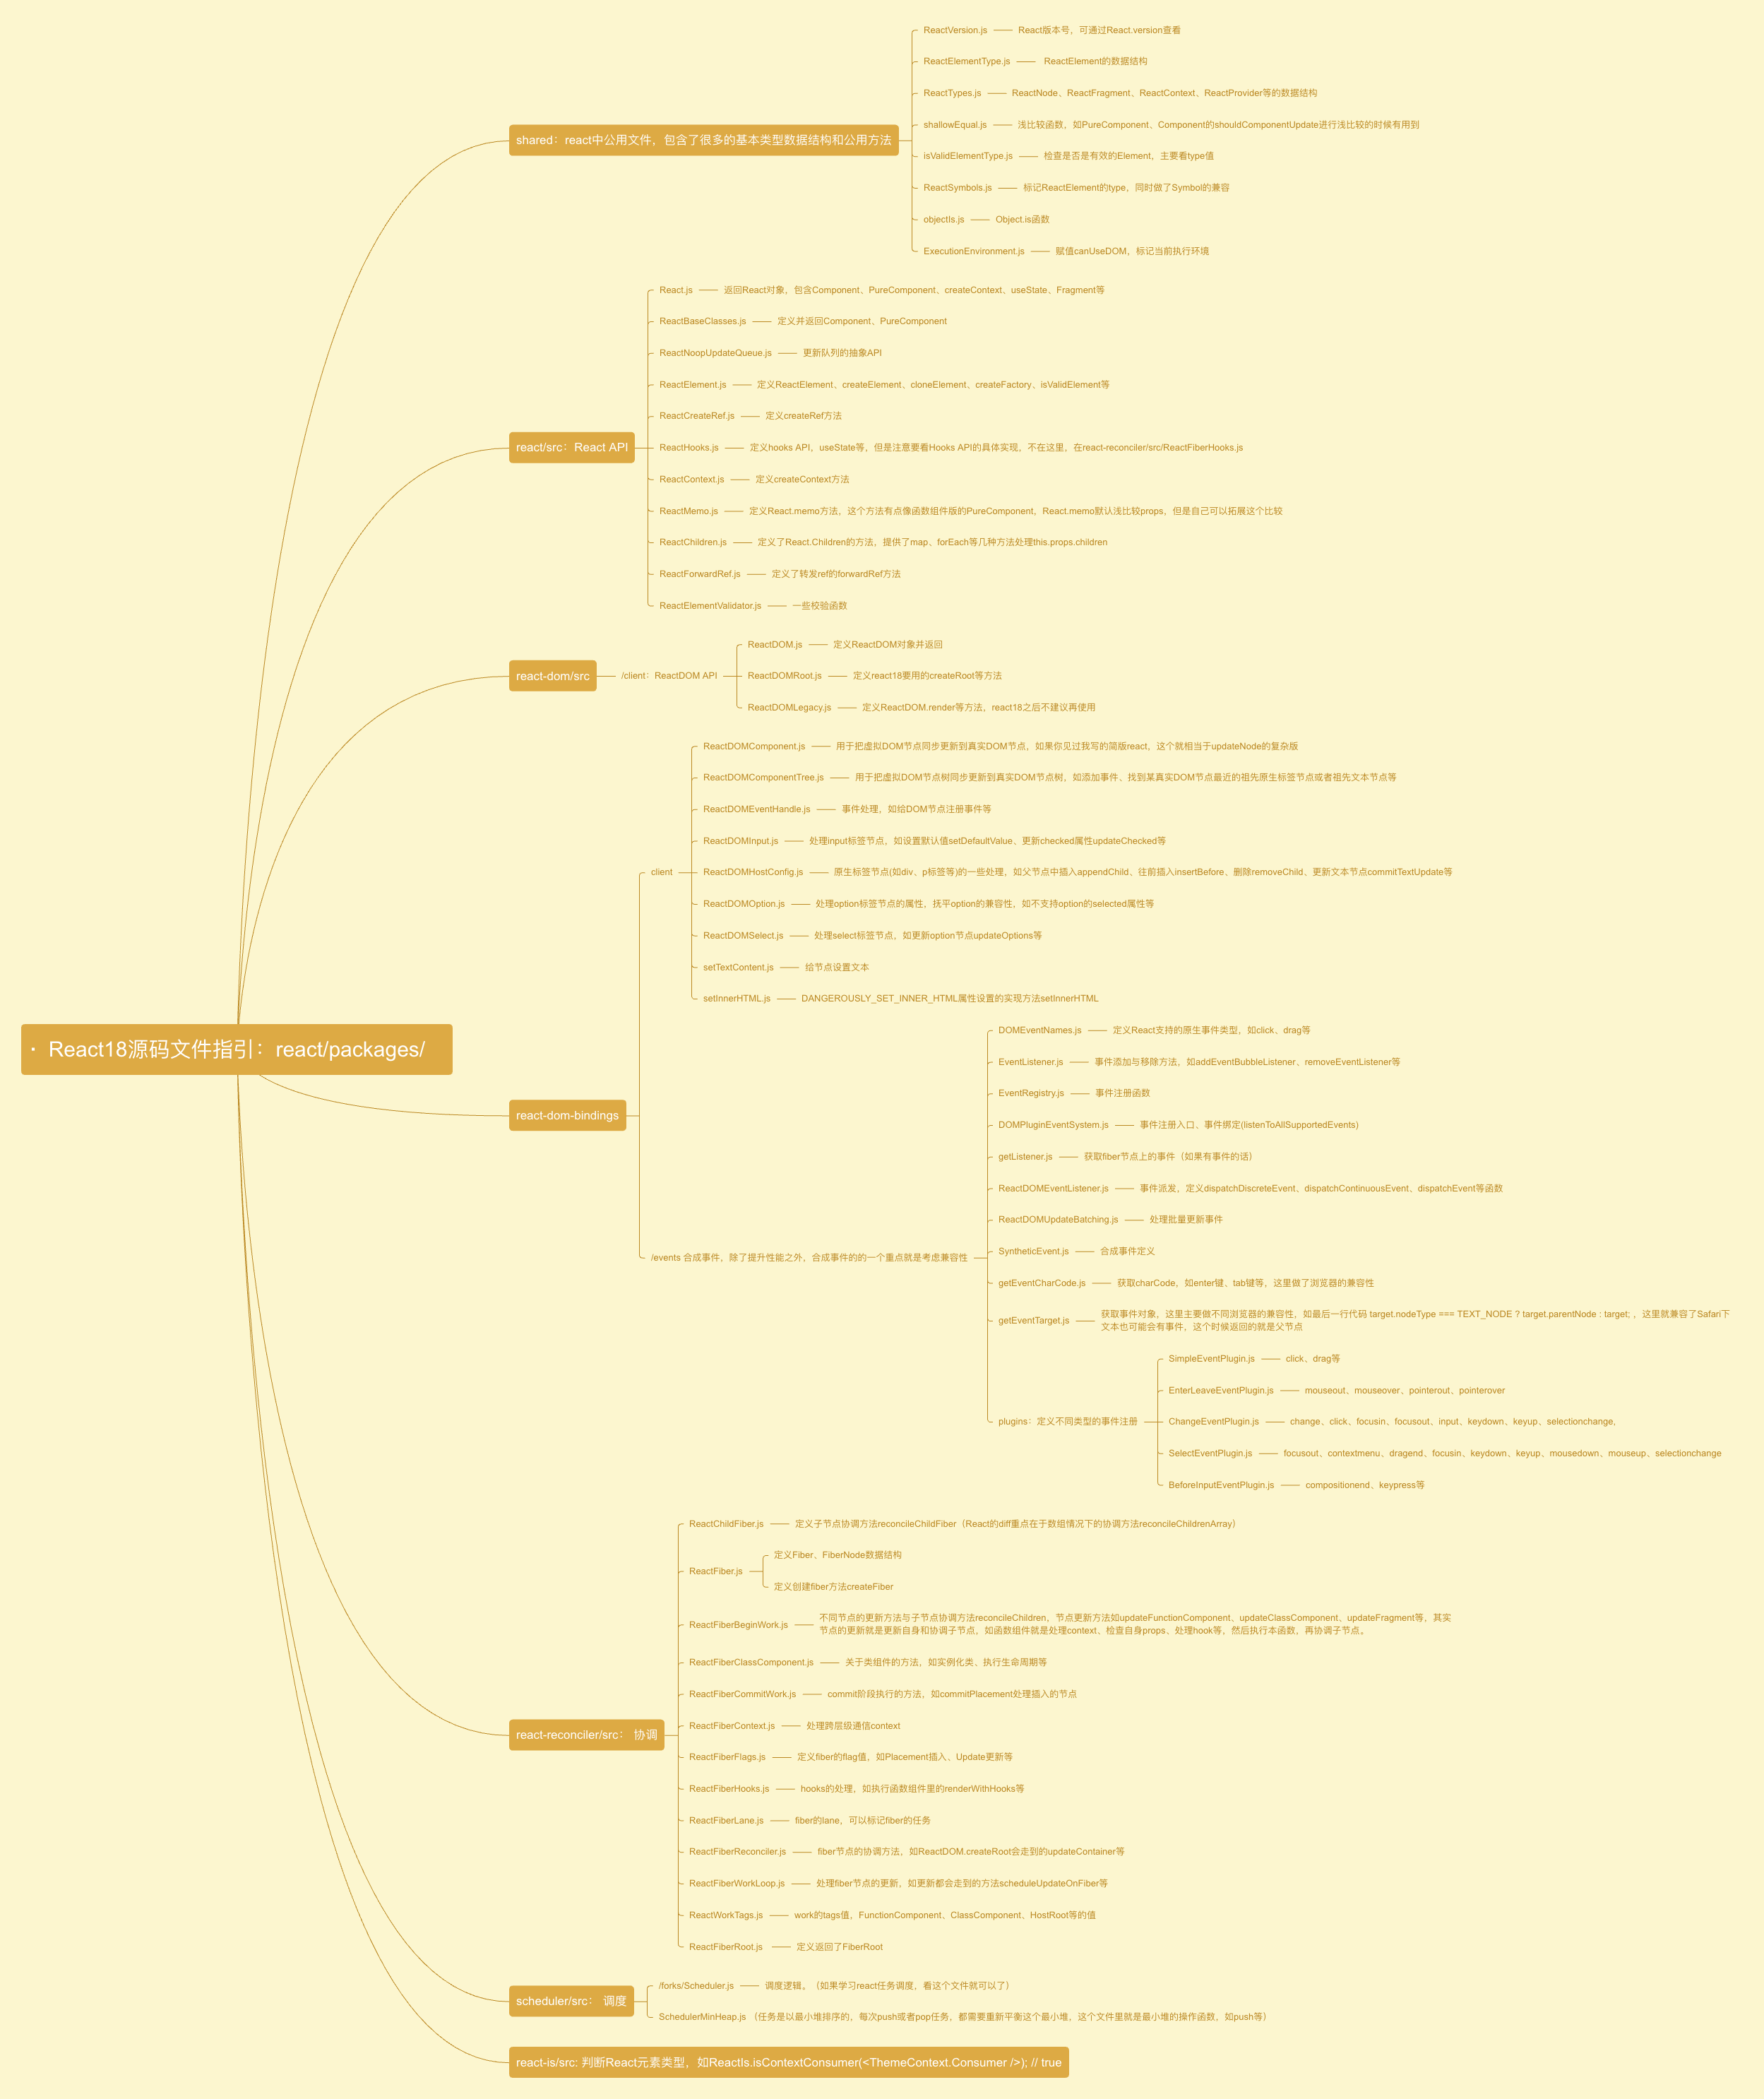 · React18源码文件指引：react/packages/
shared：react中公用文件，包含了很多的基本类型数据结构和公用方法
ReactVersion.js
React版本号，可通过React.version查看
ReactElementType.js
ReactElement的数据结构
ReactTypes.js
ReactNode、ReactFragment、ReactContext、ReactProvider等的数据结构
shallowEqual.js
浅比较函数，如PureComponent、Component的shouldComponentUpdate进行浅比较的时候有用到
isValidElementType.js
检查是否是有效的Element，主要看type值
ReactSymbols.js
标记ReactElement的type，同时做了Symbol的兼容
objectIs.js
Object.is函数
ExecutionEnvironment.js
赋值canUseDOM，标记当前执行环境
react/src：React API
React.js
返回React对象，包含Component、PureComponent、createContext、useState、Fragment等
ReactBaseClasses.js
定义并返回Component、PureComponent
ReactNoopUpdateQueue.js
更新队列的抽象API
ReactElement.js
定义ReactElement、createElement、cloneElement、createFactory、isValidElement等
ReactCreateRef.js
定义createRef方法
ReactHooks.js
定义hooks API，useState等，但是注意要看Hooks API的具体实现，不在这里，在react-reconciler/src/ReactFiberHooks.js
ReactContext.js
定义createContext方法
ReactMemo.js
定义React.memo方法，这个方法有点像函数组件版的PureComponent，React.memo默认浅比较props，但是自己可以拓展这个比较
ReactChildren.js
定义了React.Children的方法，提供了map、forEach等几种方法处理this.props.children
ReactForwardRef.js
定义了转发ref的forwardRef方法
ReactElementValidator.js
一些校验函数
react-dom/src
/client：ReactDOM API
ReactDOM.js
定义ReactDOM对象并返回
ReactDOMRoot.js
定义react18要用的createRoot等方法
ReactDOMLegacy.js
定义ReactDOM.render等方法，react18之后不建议再使用
react-dom-bindings
client
ReactDOMComponent.js
用于把虚拟DOM节点同步更新到真实DOM节点，如果你见过我写的简版react，这个就相当于updateNode的复杂版
ReactDOMComponentTree.js
用于把虚拟DOM节点树同步更新到真实DOM节点树，如添加事件、找到某真实DOM节点最近的祖先原生标签节点或者祖先文本节点等
ReactDOMEventHandle.js
事件处理，如给DOM节点注册事件等
ReactDOMInput.js
处理input标签节点，如设置默认值setDefaultValue、更新checked属性updateChecked等
ReactDOMHostConfig.js
原生标签节点(如div、p标签等)的一些处理，如父节点中插入appendChild、往前插入insertBefore、删除removeChild、更新文本节点commitTextUpdate等
ReactDOMOption.js
处理option标签节点的属性，抚平option的兼容性，如不支持option的selected属性等
ReactDOMSelect.js
处理select标签节点，如更新option节点updateOptions等
setTextContent.js
给节点设置文本
setInnerHTML.js
DANGEROUSLY_SET_INNER_HTML属性设置的实现方法setInnerHTML
/events 合成事件，除了提升性能之外，合成事件的的一个重点就是考虑兼容性
DOMEventNames.js
定义React支持的原生事件类型，如click、drag等
EventListener.js
事件添加与移除方法，如addEventBubbleListener、removeEventListener等
EventRegistry.js
事件注册函数
DOMPluginEventSystem.js
事件注册入口、事件绑定(listenToAllSupportedEvents)
getListener.js
获取fiber节点上的事件（如果有事件的话）
ReactDOMEventListener.js
事件派发，定义dispatchDiscreteEvent、dispatchContinuousEvent、dispatchEvent等函数
ReactDOMUpdateBatching.js
处理批量更新事件
SyntheticEvent.js
合成事件定义
getEventCharCode.js
获取charCode，如enter键、tab键等，这里做了浏览器的兼容性
getEventTarget.js
获取事件对象，这里主要做不同浏览器的兼容性，如最后一行代码 target.nodeType === TEXT_NODE ? target.parentNode : target; ，这里就兼容了Safari下
文本也可能会有事件，这个时候返回的就是父节点
plugins：定义不同类型的事件注册
SimpleEventPlugin.js
click、drag等
EnterLeaveEventPlugin.js
mouseout、mouseover、pointerout、pointerover
ChangeEventPlugin.js
change、click、focusin、focusout、input、keydown、keyup、selectionchange,
SelectEventPlugin.js
focusout、contextmenu、dragend、focusin、keydown、keyup、mousedown、mouseup、selectionchange
BeforeInputEventPlugin.js
compositionend、keypress等
react-reconciler/src： 协调
ReactChildFiber.js
定义子节点协调方法reconcileChildFiber（React的diff重点在于数组情况下的协调方法reconcileChildrenArray）
ReactFiber.js
定义Fiber、FiberNode数据结构
定义创建fiber方法createFiber
ReactFiberBeginWork.js
不同节点的更新方法与子节点协调方法reconcileChildren，节点更新方法如updateFunctionComponent、updateClassComponent、updateFragment等，其实
节点的更新就是更新自身和协调子节点，如函数组件就是处理context、检查自身props、处理hook等，然后执行本函数，再协调子节点。
ReactFiberClassComponent.js
关于类组件的方法，如实例化类、执行生命周期等
ReactFiberCommitWork.js
commit阶段执行的方法，如commitPlacement处理插入的节点
ReactFiberContext.js
处理跨层级通信context
ReactFiberFlags.js
定义fiber的flag值，如Placement插入、Update更新等
ReactFiberHooks.js
hooks的处理，如执行函数组件里的renderWithHooks等
ReactFiberLane.js
fiber的lane，可以标记fiber的任务
ReactFiberReconciler.js
fiber节点的协调方法，如ReactDOM.createRoot会走到的updateContainer等
ReactFiberWorkLoop.js
处理fiber节点的更新，如更新都会走到的方法scheduleUpdateOnFiber等
ReactWorkTags.js
work的tags值，FunctionComponent、ClassComponent、HostRoot等的值
ReactFiberRoot.js
定义返回了FiberRoot
scheduler/src： 调度
/forks/Scheduler.js
调度逻辑。（如果学习react任务调度，看这个文件就可以了）
SchedulerMinHeap.js （任务是以最小堆排序的，每次push或者pop任务，都需要重新平衡这个最小堆，这个文件里就是最小堆的操作函数，如push等）
react-is/src: 判断React元素类型，如ReactIs.isContextConsumer(<ThemeContext.Consumer />); // true